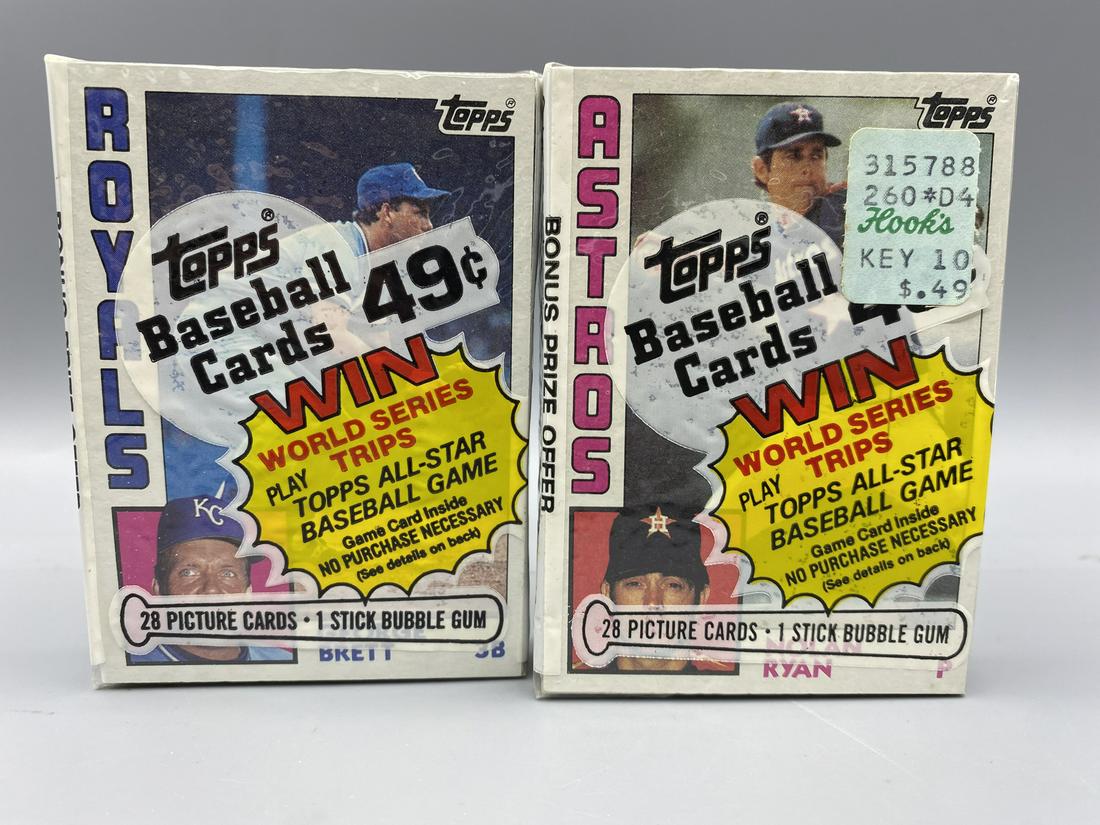 ROYALS
Topps®
Topps®
Baseball
Cards
49¢
WIN
WORLD SERIES
TRIPS
PLAY
TOPPS ALL-STAR
BASEBALL GAME
Game Card Inside
NO PURCHASE NECESSARY
(See details on back)
KC
28 PICTURE CARDS • 1 STICK BUBBLE GUM
GEORGE
BRETT 3B
BONUS PRIZE OFFER
ASTROS
Topps®
315788
260*D4
Hook's
KEY 10
$.49
Topps®
Baseball
Cards
WIN
WORLD SERIES
TRIPS
PLAY
TOPPS ALL-STAR
BASEBALL GAME
Game Card Inside
NO PURCHASE NECESSARY
(See details on back)
H
28 PICTURE CARDS • 1 STICK BUBBLE GUM
NOLAN
RYAN P